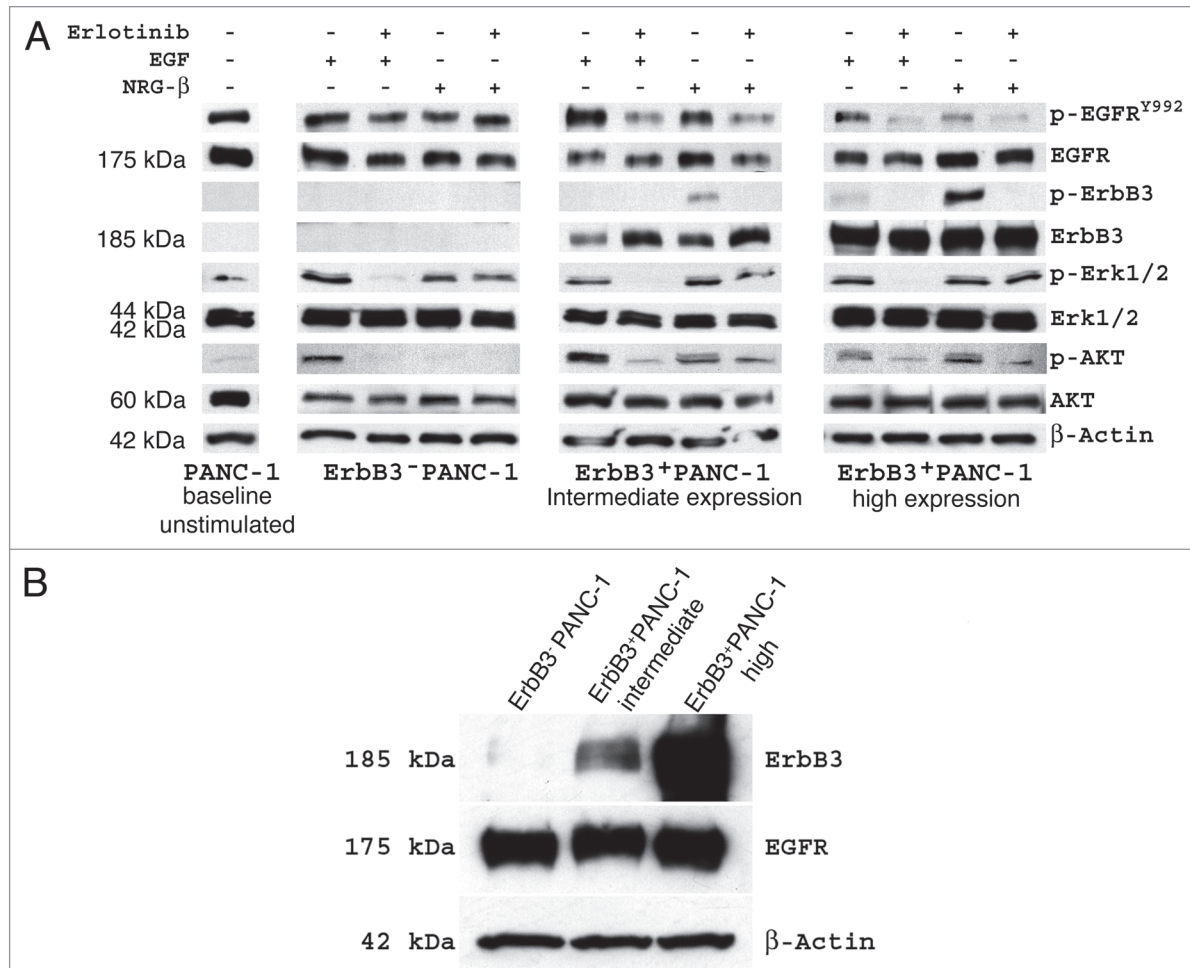 A
Erlotinib - - + - + - + - + - + - +
EGF - + + - - + + - - + + - -
NRG-β - - - + + - - + + - - + +
p-EGFRY992
175 kDa EGFR
p-ErbB3
185 kDa ErbB3
p-Erk1/2
44 kDa
42 kDa Erk1/2
p-AKT
60 kDa AKT
42 kDa β-Actin
PANC-1 ErbB3-PANC-1 ErbB3+PANC-1 ErbB3+PANC-1
baseline Intermediate expression high expression
unstimulated
B
ErbB3- PANC-1
ErbiB3+PANC-1
intermediate
ErbB3+PANC-1
high
185 kDa ErbB3
175 kDa EGFR
42 kDa β-Actin